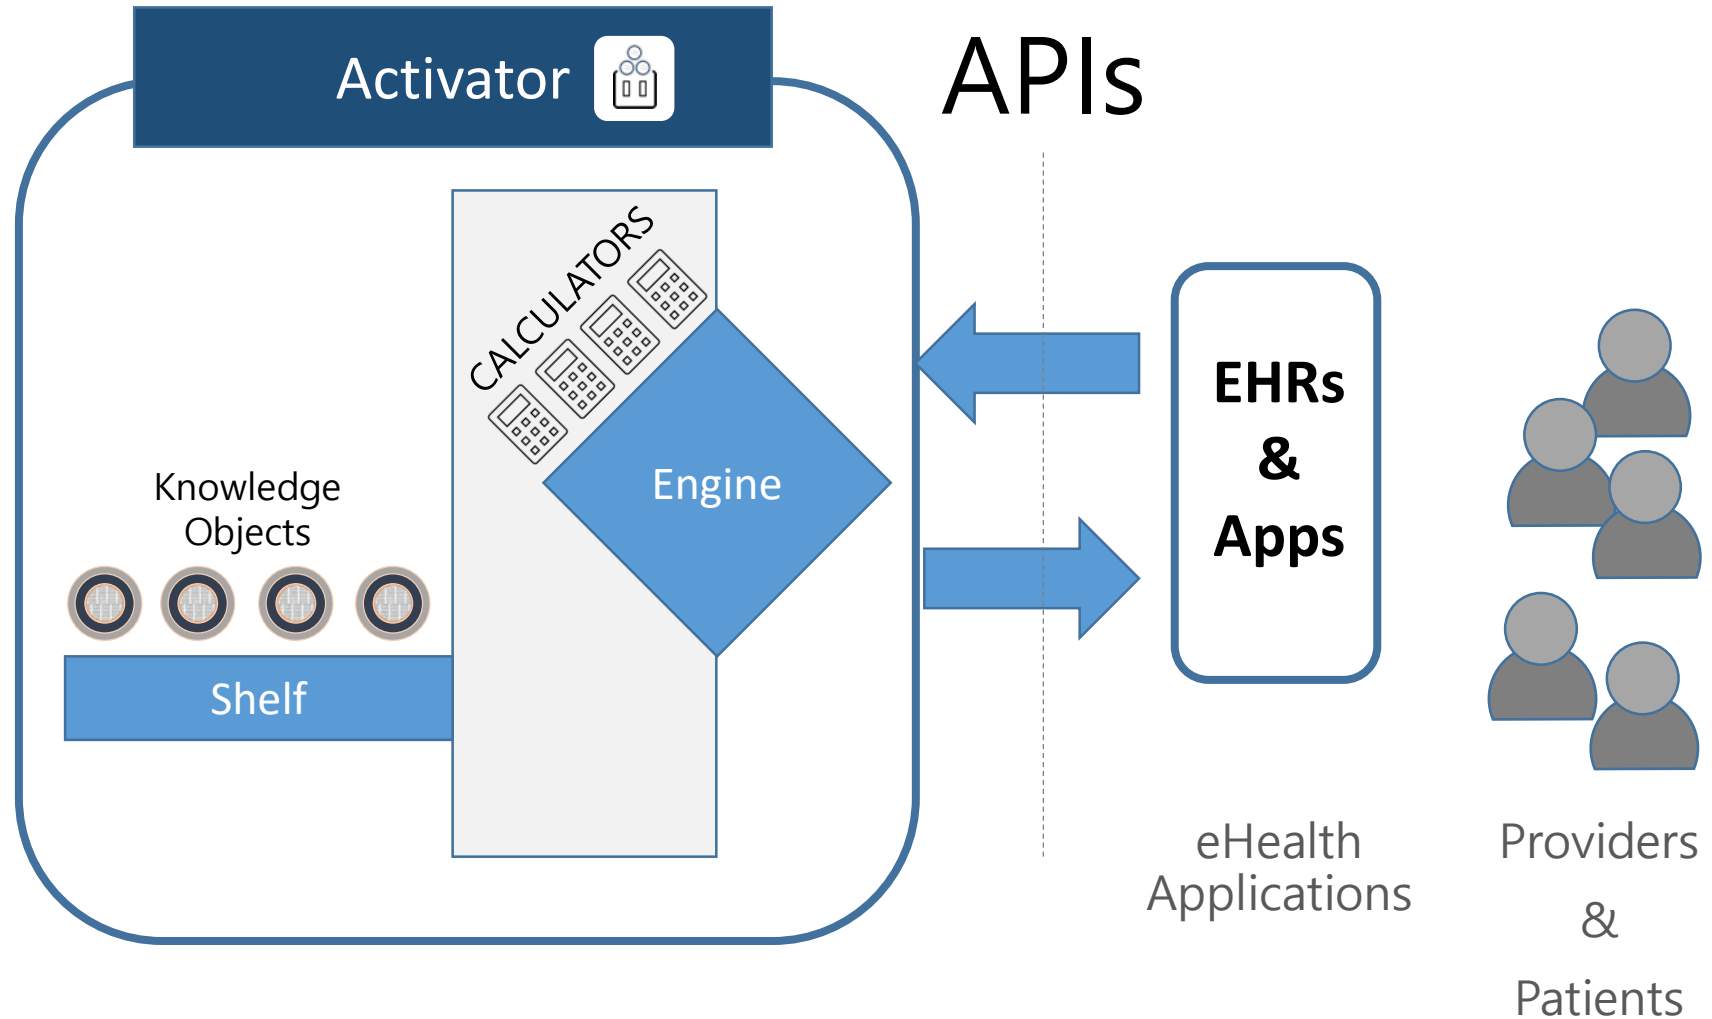 Activator
APIs
CALCULATORS
Engine
Knowledge
Objects
Shelf
EHRs
&
Apps
eHealth
Applications
Providers
&
Patients